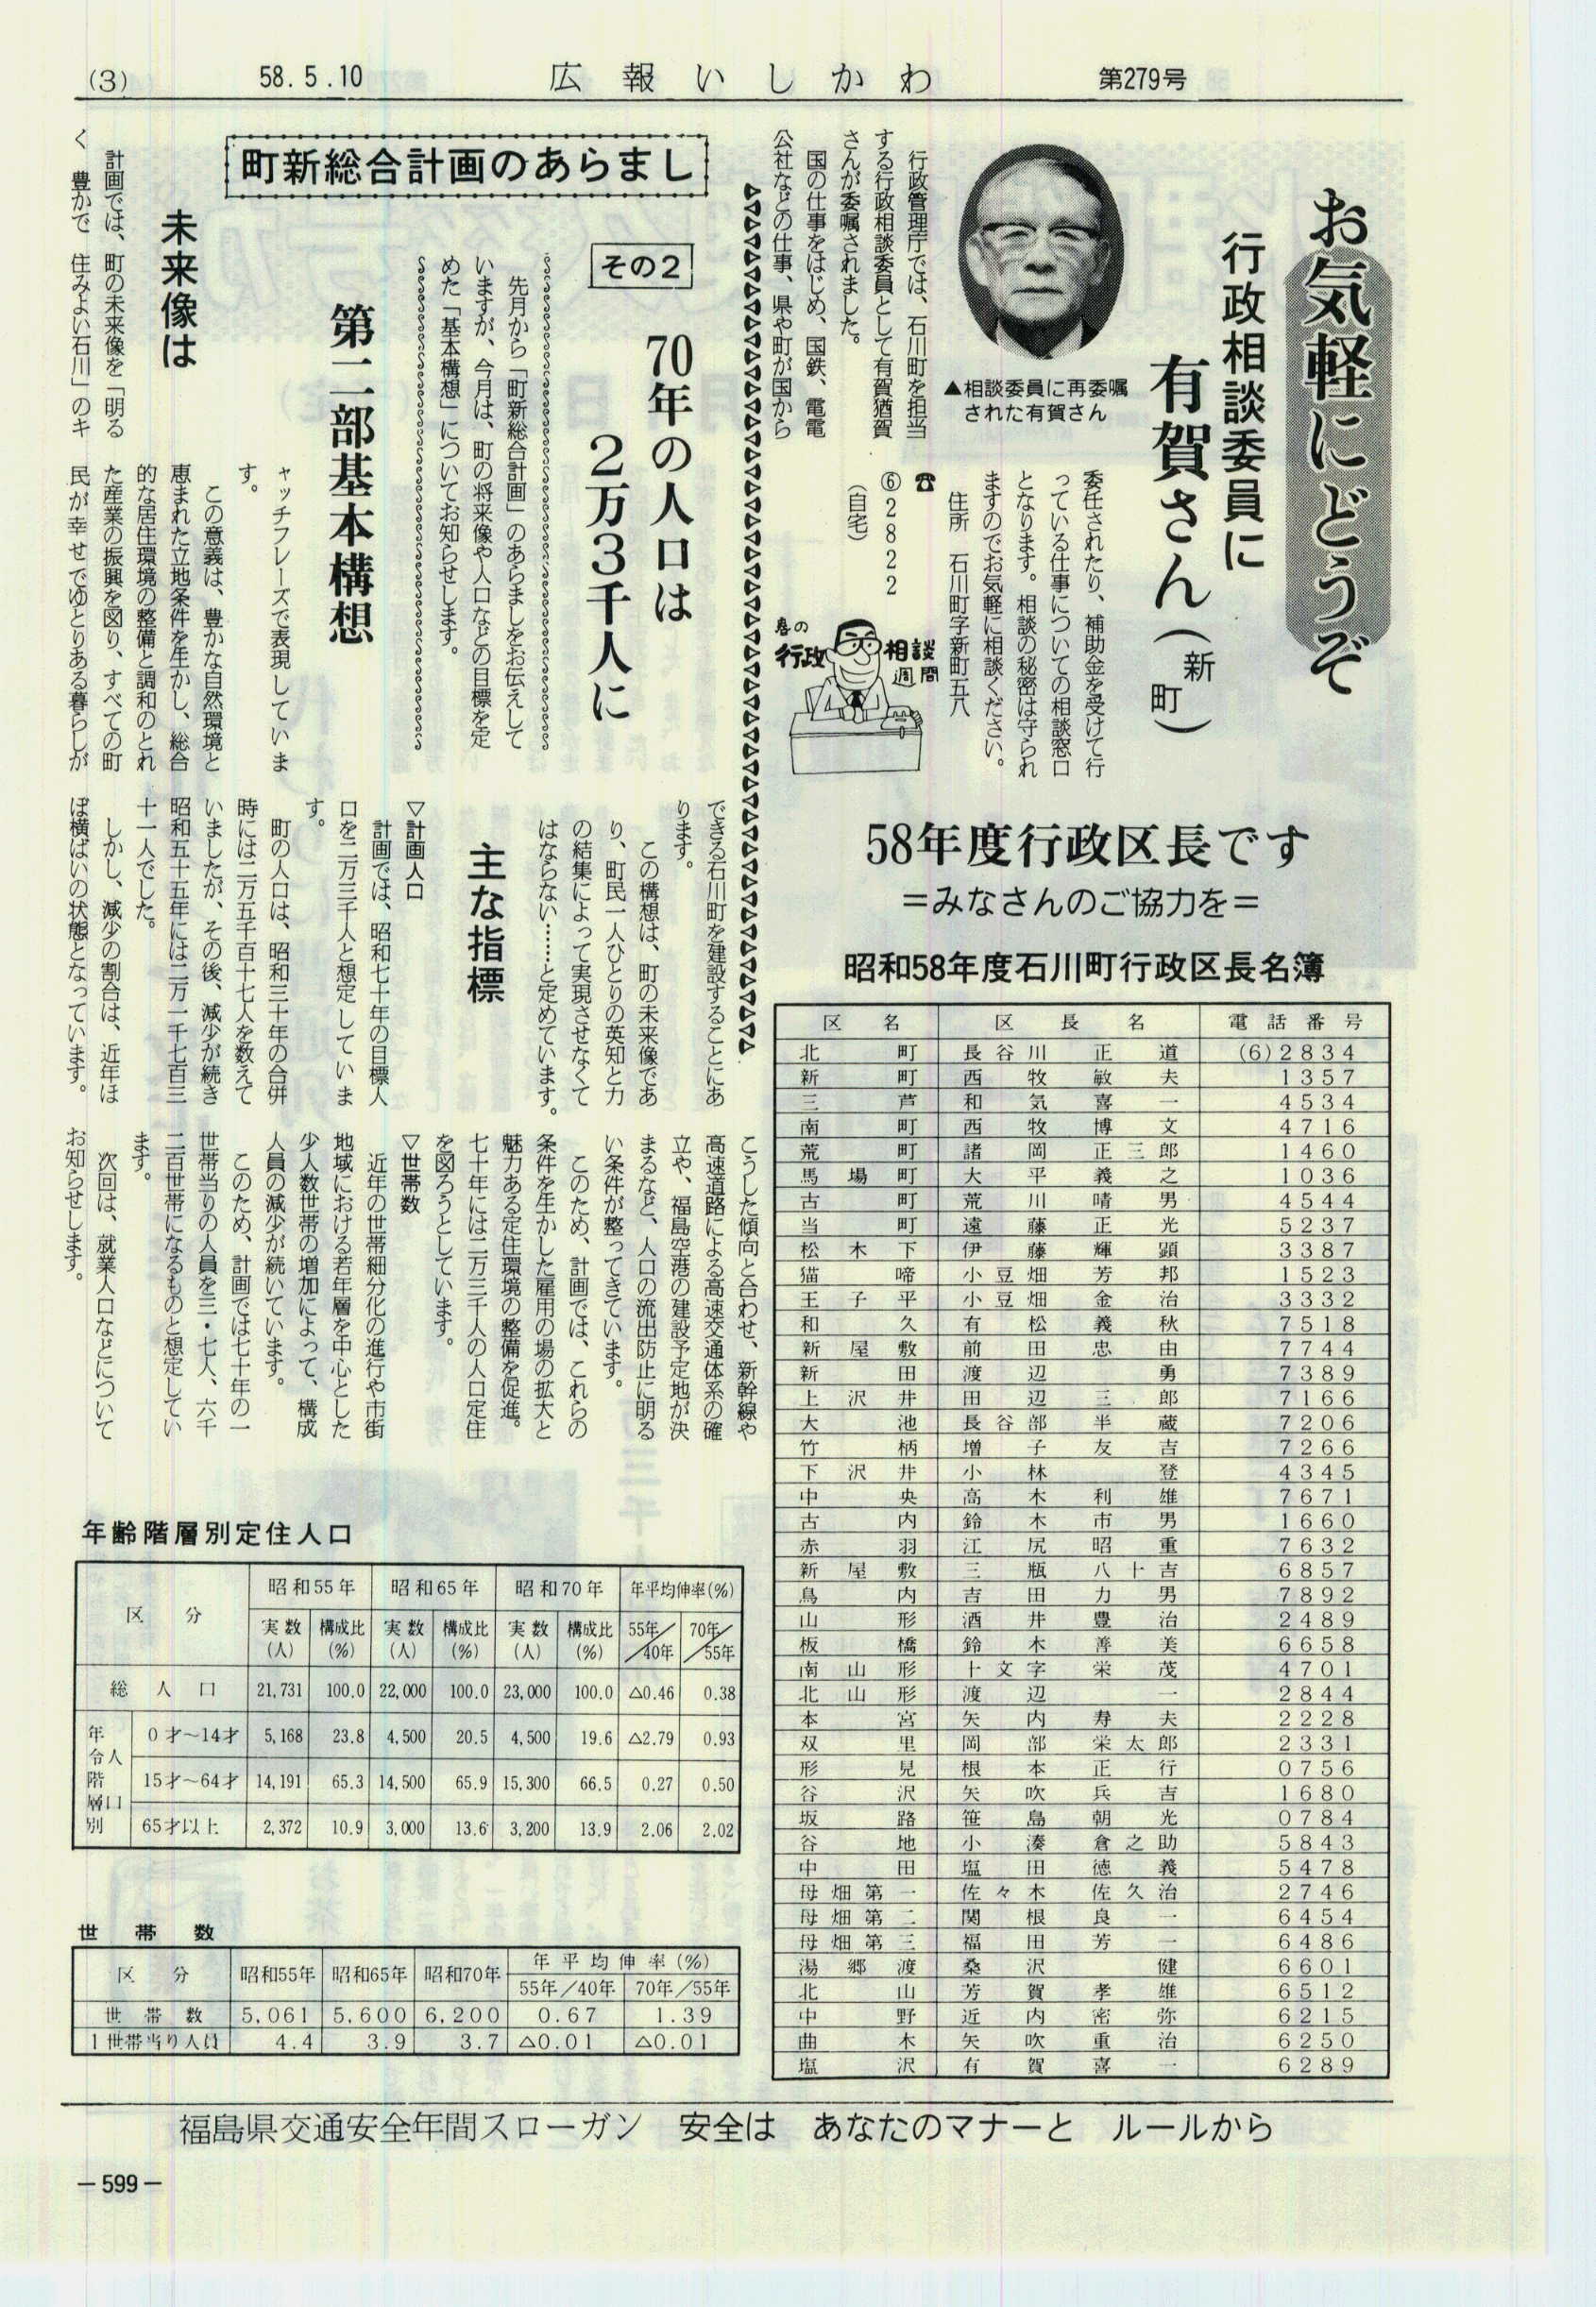 (3)
58.5.10
広報いしかわ
第279号
お気軽にどうぞ
行政相談委員に
有賀さん(新町)
▲相談委員に再委嘱
された有賀さん
行政管理庁では、石川町を担当
する行政相談委員として有賀猶賀
さんが委嘱されました。
国の仕事をはじめ、国鉄、電電
公社などの仕事、県や町が国から
委任されたり、補助金を受けて行
っている仕事についての相談窓口
となります。相談の秘密は守られ
ますのでお気軽に相談ください。
住所 石川町字新町五八
☎
⑥2822
(自宅)
春の
行政相談
週間
町新総合計画のあらまし
その2
70年の人口は
2万3千人に
先月から「町新総合計画」のあらましをお伝えして
いますが、今月は、町の将来像や人口などの目標を定
めた「基本構想」についてお知らせします。
第二部基本構想
未来像は
計画では、町の未来像を「明る
く 豊かで 住みよい石川」のキ
ャッチフレーズで表現していま
す。
この意義は、豊かな自然環境と
恵まれた立地条件を生かし、総合
的な居住環境の整備と調和のとれ
た産業の振興を図り、すべての町
民が幸せでゆとりある暮らしが
できる石川町を建設することにあ
ります。
この構想は、町の未来像であ
り、町民一人ひとりの英知と力
の結集によって実現させなくて
はならない……と定めています。
主な指標
▽計画人口
計画では、昭和七十年の目標人
口を二万三千人と想定していま
す。
町の人口は、昭和三十年の合併
時には二万五千百十七人を数えて
いましたが、その後、減少が続き
昭和五十五年には二万一千七百三
十一人でした。
しかし、減少の割合は、近年は
ぼ横ばいの状態となっています。
こうした傾向と合わせ、新幹線や
高速道路による高速交通体系の確
立や、福島空港の建設予定地が決
まるなど、人口の流出防止に明る
い条件が整ってきています。
このため、計画では、これらの
条件を生かした雇用の場の拡大と
魅力ある定住環境の整備を促進。
七十年には二万三千人の人口定住
を図ろうとしています。
▽世帯数
近年の世帯細分化の進行や市街
地域における若年層を中心とした
少人数世帯の増加によって、構成
人員の減少が続いています。
このため、計画では七十年の一
世帯当りの人員を三・七人、六千
二百世帯になるものと想定してい
ます。
次回は、就業人口などについて
お知らせします。
58年度行政区長です
=みなさんのご協力を=
昭和58年度石川町行政区長名簿
区名 区長名 電話番号
北町 長谷川正道 (6)2834
新町 西牧敏夫 1357
三芦 和気喜一 4534
南町 西牧博文 4716
荒町 諸岡正三郎 1460
馬場町 大平義之 1036
古町 荒川晴男 4544
当町 遠藤正光 5237
松木下 伊藤輝顕 3387
猫啼 小豆畑芳邦 1523
王子平 小豆畑金治 3332
和久 有松義秋 7518
新屋敷 前田忠由 7744
新田 渡辺勇 7389
上沢井 田辺三郎 7166
大池 長谷部半蔵 7206
竹柄 増子友吉 7266
下沢井 小林登 4345
中央 高木利雄 7671
古内 鈴木市男 1660
赤羽 江尻昭重 7632
新屋敷 三瓶八十吉 6857
鳥内 吉田力男 7892
山形 酒井豊治 2489
板橋 鈴木善美 6658
南山形 十文字栄茂 4701
北山形 渡辺一 2844
本宮 矢内寿夫 2228
双里 岡部栄太郎 2331
形見 根本正行 0756
谷沢 矢吹兵吉 1680
坂路 笹島朝光 0784
谷地 小湊倉之助 5843
中田 塩田徳義 5478
母畑第一 佐々木佐久治 2746
母畑第二 関根良一 6454
母畑第三 福田芳一 6486
湯郷渡 桑沢健 6601
北山 芳賀孝雄 6512
中野 近内密弥 6215
曲木 矢吹重治 6250
塩沢 有賀喜一 6289
年齢階層別定住人口
区分 昭和55年 昭和65年 昭和70年 年平均伸率(%)
実数(人) 構成比(%) 実数(人) 構成比(%) 実数(人) 構成比(%) 55年/40年 70年/55年
総人口 21,731 100.0 22,000 100.0 23,000 100.0 △0.46 0.38
年令階層別人口
0才~14才 5,168 23.8 4,500 20.5 4,500 19.6 △2.79 0.93
15才~64才 14,191 65.3 14,500 65.9 15,300 66.5 0.27 0.50
65才以上 2,372 10.9 3,000 13.6 3,200 13.9 2.06 2.02
世帯数
区分 昭和55年 昭和65年 昭和70年 年平均伸率(%)
55年/40年 70年/55年
世帯数 5,061 5,600 6,200 0.67 1.39
1世帯当り人員 4.4 3.9 3.7 △0.01 △0.01
福島県交通安全年間スローガン 安全は あなたのマナーと ルールから
—599—